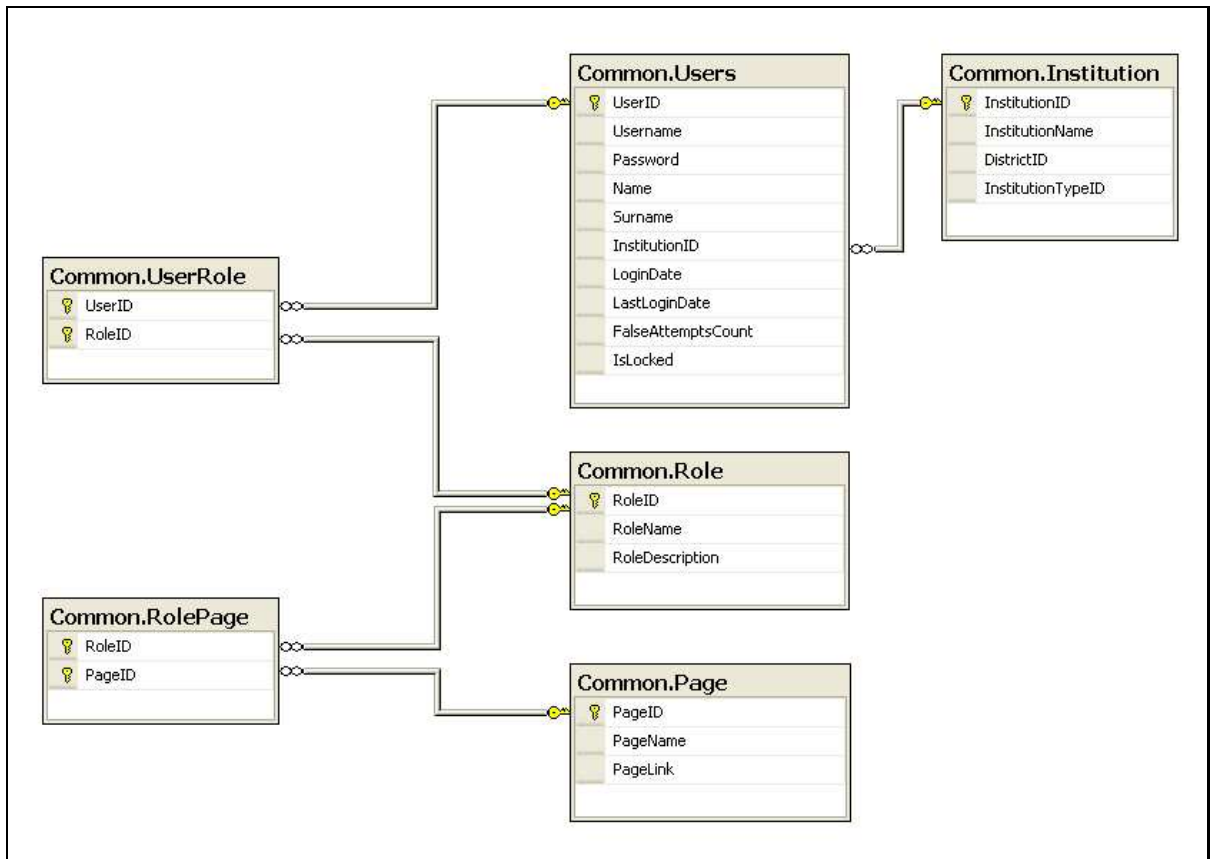 Common.Users
UserID
Username
Password
Name
Surname
InstitutionID
LoginDate
LastLoginDate
FalseAttemptsCount
IsLocked
Common.Institution
InstitutionID
InstitutionName
DistrictID
InstitutionTypeID
Common.UserRole
UserID
RoleID
Common.Role
RoleID
RoleName
RoleDescription
Common.RolePage
RoleID
PageID
Common.Page
PageID
PageName
PageLink